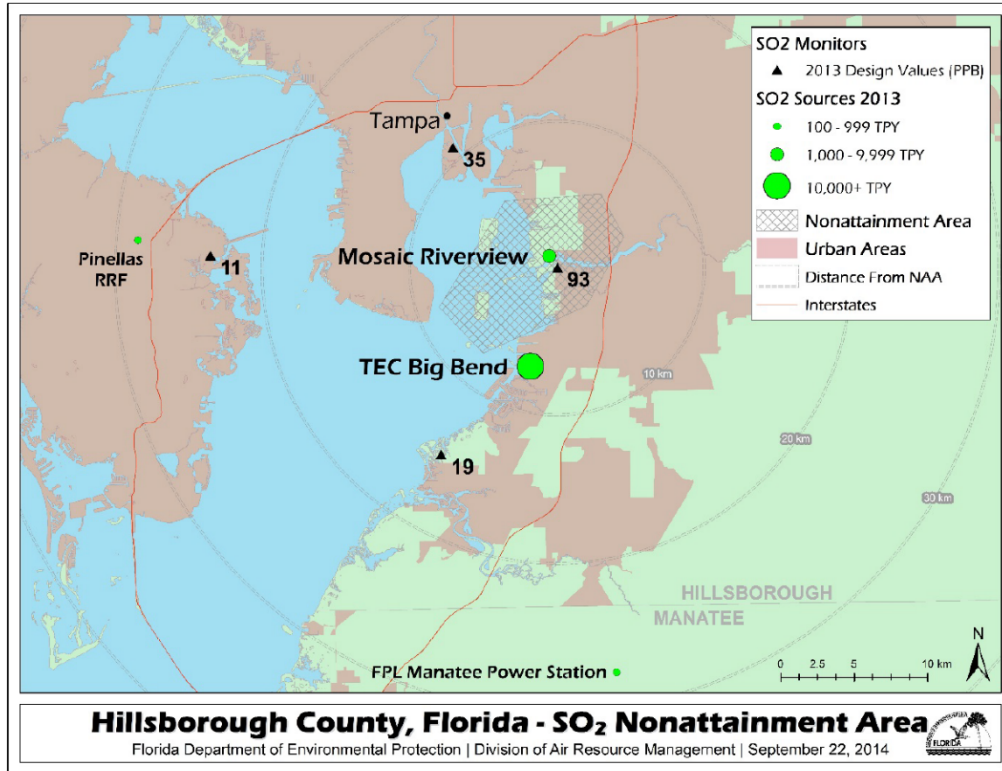 SO2 Monitors
2013 Design Values (PPB)
SO2 Sources 2013
100 - 999 TPY
1,000 - 9,999 TPY
10,000+ TPY
Nonattainment Area
Urban Areas
Distance From NAA
Interstates
Tampa
35
Mosaic Riverview
93
Pinellas
RRF
11
TEC Big Bend
10 km
19
20 km
30 km
HILLSBOROUGH
MANATEE
FPL Manatee Power Station
N
0 2.5 5 10 km
Hillsborough County, Florida - SO₂ Nonattainment Area
Florida Department of Environmental Protection | Division of Air Resource Management | September 22, 2014
FLORIDA